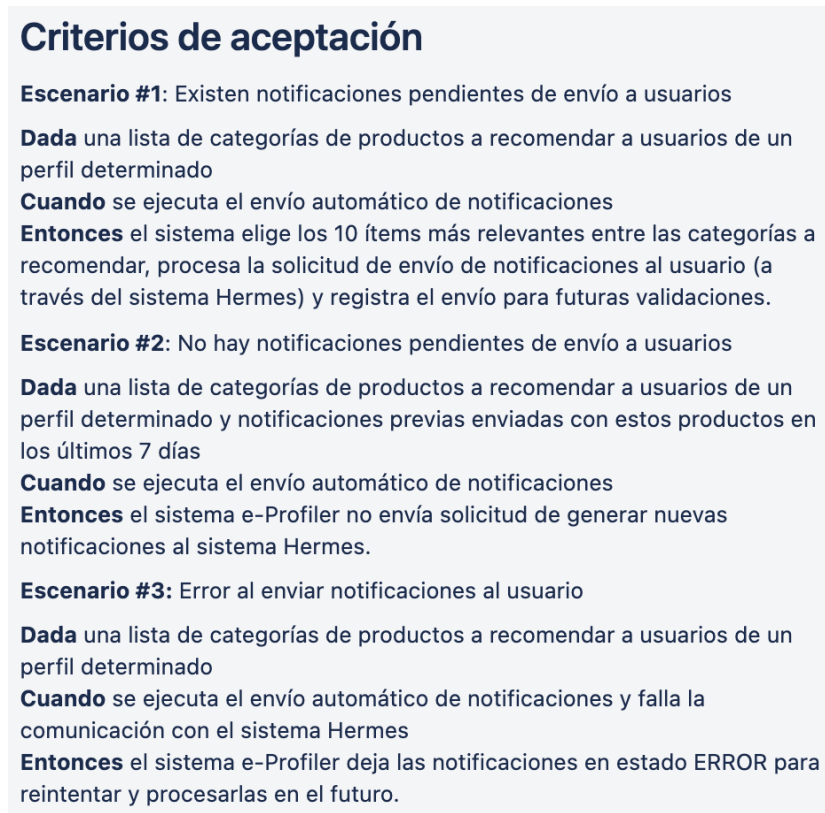 Criterios de aceptación
Escenario #1: Existen notificaciones pendientes de envío a usuarios
Dada una lista de categorías de productos a recomendar a usuarios de un
perfil determinado
Cuando se ejecuta el envío automático de notificaciones
Entonces el sistema elige los 10 ítems más relevantes entre las categorías a
recomendar, procesa la solicitud de envío de notificaciones al usuario (a
través del sistema Hermes) y registra el envío para futuras validaciones.
Escenario #2: No hay notificaciones pendientes de envío a usuarios
Dada una lista de categorías de productos a recomendar a usuarios de un
perfil determinado y notificaciones previas enviadas con estos productos en
los últimos 7 días
Cuando se ejecuta el envío automático de notificaciones
Entonces el sistema e-Profiler no envía solicitud de generar nuevas
notificaciones al sistema Hermes.
Escenario #3: Error al enviar notificaciones al usuario
Dada una lista de categorías de productos a recomendar a usuarios de un
perfil determinado
Cuando se ejecuta el envío automático de notificaciones y falla la
comunicación con el sistema Hermes
Entonces el sistema e-Profiler deja las notificaciones en estado ERROR para
reintentar y procesarlas en el futuro.